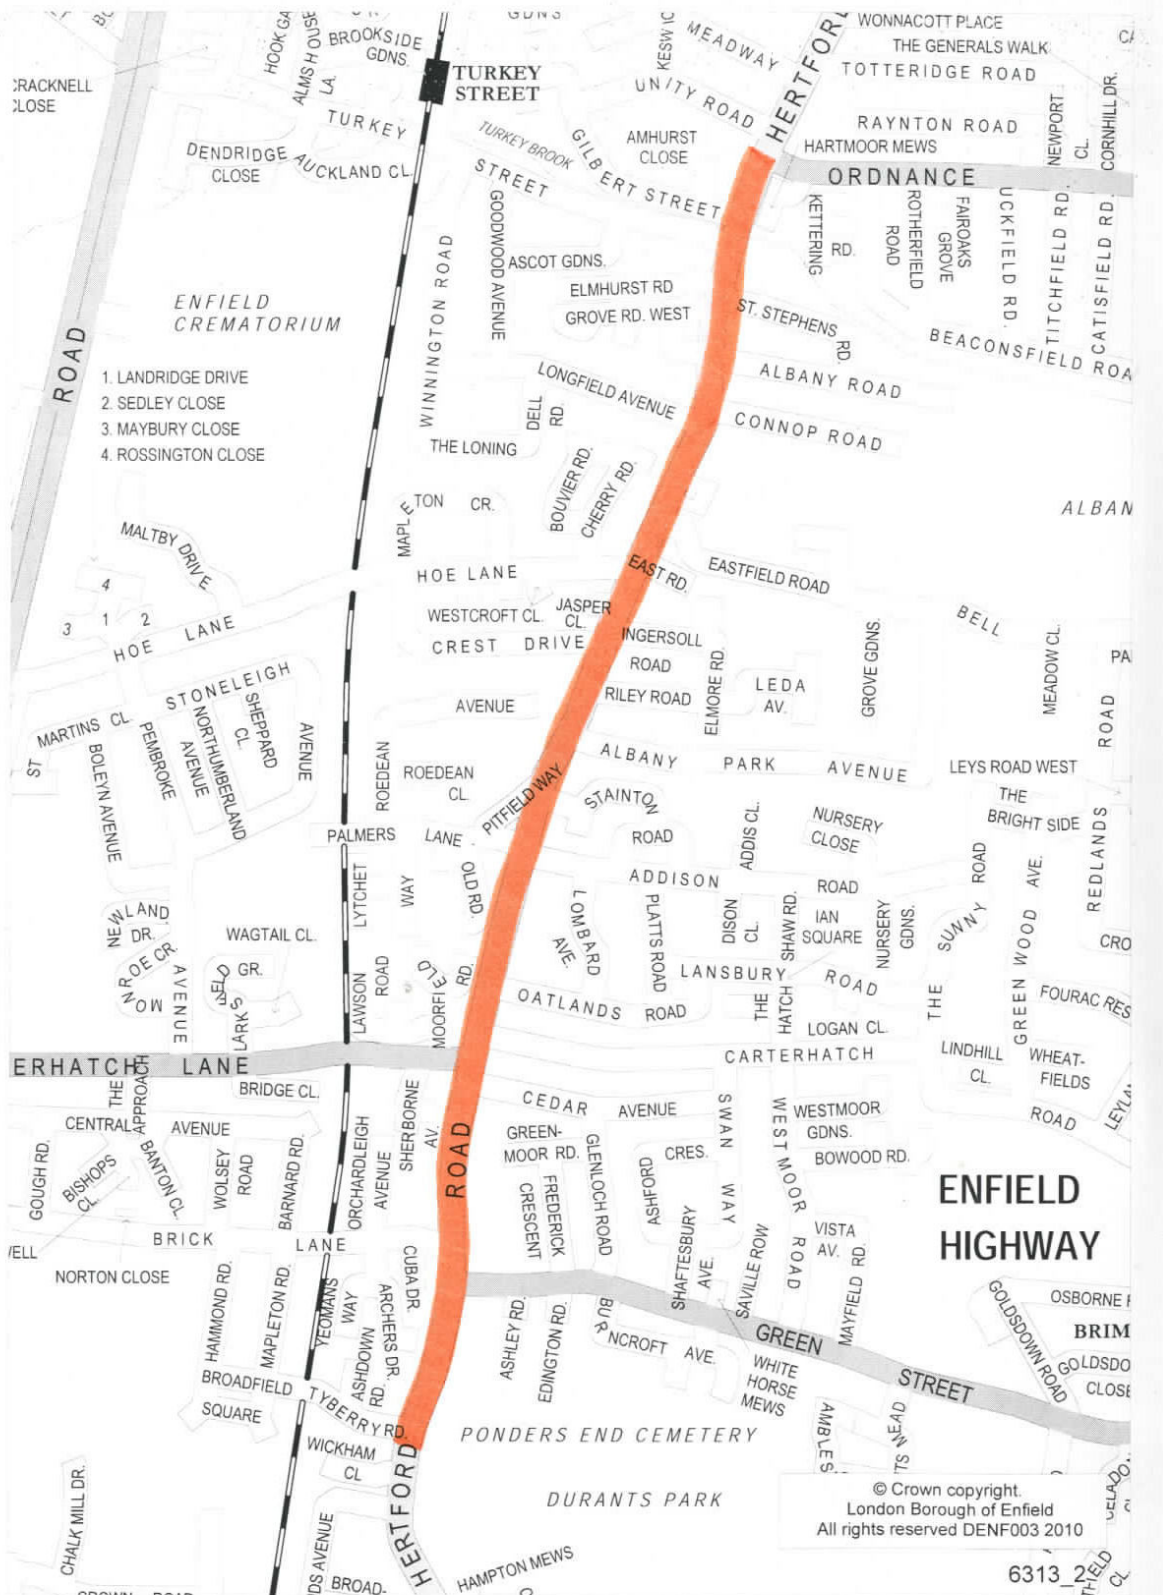 GDNS
WONNACOTT PLACE
HOOK GA
ALMSHOUSE
LA.
BROOKSIDE
GDNS.
KESWIC
MEADWAY
HERTFORD
THE GENERALS WALK
TOTTERIDGE ROAD
CRACKNELL
CLOSE
TURKEY
STREET
UNITY ROAD
CORNHILL DR.
NEWPORT
CL.
TURKEY
STREET
TURKEY BROOK
GILBERT STREET
AMHURST
CLOSE
RAYNTON ROAD
HARTMOOR MEWS
DENDRIDGE
CLOSE
AUCKLAND CL.
ORDNANCE
GOODWOOD AVENUE
KETTERING
RD.
ROTHERFIELD
ROAD
FAIROAKS
GROVE
UCKFIELD RD.
TITCHFIELD RD.
CATISFIELD RD.
WINNINGTON ROAD
ASCOT GDNS.
ELMHURST RD
GROVE RD. WEST
ENFIELD
CREMATORIUM
ST. STEPHENS
RD.
BEACONSFIELD ROA
ROAD
1. LANDRIDGE DRIVE
2. SEDLEY CLOSE
3. MAYBURY CLOSE
4. ROSSINGTON CLOSE
LONGFIELD AVENUE
ALBANY ROAD
DELL
RD.
CONNOP ROAD
THE LONING
BOUVIER RD.
CHERRY RD.
MAPLETON CR.
ALBAN
MALTBY DRIVE
HOE LANE
EAST RD.
EASTFIELD ROAD
4
3
1
2
HOE LANE
WESTCROFT CL.
JASPER
CL.
CREST DRIVE
INGERSOLL
ROAD
BELL
GROVE GDNS.
MEADOW CL.
PA
STONELEIGH
AVENUE
SHEPPARD
CL.
AVENUE
RILEY ROAD
ELMORE RD.
LEDA
AV.
ROAD
ST MARTINS CL.
PEMBROKE
AVENUE
NORTHUMBERLAND
BOLEYN AVENUE
ROEDEAN
ROEDEAN
CL.
ALBANY PARK AVENUE
LEYS ROAD WEST
PITFIELD WAY
STAINTON
ROAD
THE
BRIGHT SIDE
PALMERS LANE
ADDIS CL.
NURSERY
CLOSE
REDLANDS
LYTCHET
WAY
OLD RD.
ADDISON ROAD
THE SUNNY ROAD
GREEN WOOD AVE.
NEWLAND
DR.
MONROE CR.
AVENUE
WAGTAIL CL.
LARKSFIELD GR.
LAWSON
ROAD
MOORFIELD RD.
LOMBARD
AVE.
PLATTS ROAD
DISON
CL.
THE
HATCH
SHAW RD.
IAN
SQUARE
NURSERY
GDNS.
CRO
LANSBURY ROAD
OATLANDS ROAD
FOURAC RES
LOGAN CL.
ERHATCH LANE
CARTERHATCH
ROAD
LINDHILL
CL.
WHEAT-
FIELDS
LEYLA
THE
APPROACH
BRIDGE CL.
CENTRAL AVENUE
ORCHARDLEIGH
AVENUE
SHERBORNE
AV.
CEDAR AVENUE
SWAN WAY
WESTMOOR ROAD
WESTMOOR
GDNS.
BOWOOD RD.
GOUGH RD.
BISHOPS
CL.
BANTON CL.
WOLSEY
ROAD
BARNARD RD.
ROAD
GREEN-
MOOR RD.
CRESCENT
FREDERICK
GLENLOCH ROAD
ASHFORD
CRES.
SHAFTESBURY
AVE.
SAVILLE ROW
VISTA
AV.
MAYFIELD RD.
ENFIELD
HIGHWAY
BRICK LANE
WELL
NORTON CLOSE
HAMMOND RD.
MAPLETON RD.
YEOMANS
WAY
CUBA DR.
ARCHERS DR.
ASHDOWN
RD.
ASHLEY RD.
EDINGTON RD.
BURNCROFT AVE.
GREEN STREET
GOLDSDOWN ROAD
OSBORNE
BRIM
GOLDSDO
CLOSE
WHITE
HORSE
MEWS
BROADFIELD
SQUARE
TYBERRY RD.
WICKHAM
CL
HERTFORD
PONDERS END CEMETERY
DURANTS PARK
AMBLES
TS MEAD
CHALK MILL DR.
DS AVENUE
BROAD-
HAMPTON MEWS
© Crown copyright.
London Borough of Enfield
All rights reserved DENF003 2010
6313_2